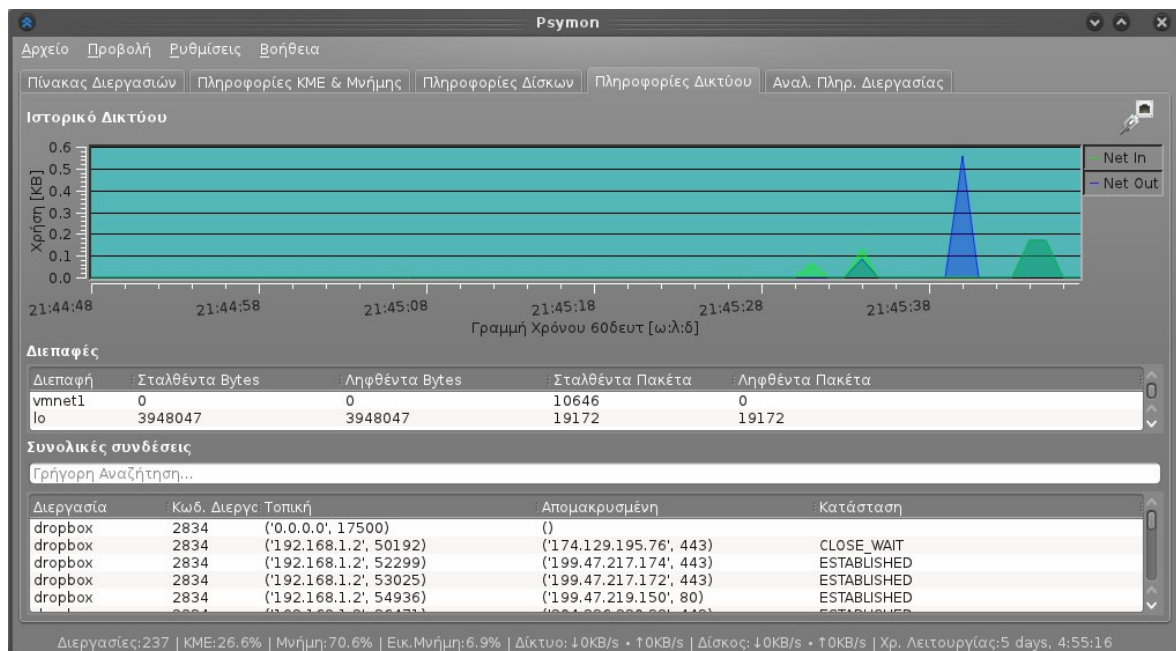 Psymon
Αρχείο Προβολή Ρυθμίσεις Βοήθεια
Πίνακας Διεργασιών Πληροφορίες ΚΜΕ & Μνήμης Πληροφορίες Δίσκων Πληροφορίες Δικτύου Αναλ. Πληρ. Διεργασίας
Ιστορικό Δικτύου
Χρήση [KB]
0.6
0.5
0.4
0.3
0.2
0.1
0.0
Net In
Net Out
21:44:48 21:44:58 21:45:08 21:45:18 21:45:28 21:45:38
Γραμμή Χρόνου 60δευτ [ω:λ:δ]
Διεπαφές
Διεπαφή Σταλθέντα Bytes Ληφθέντα Bytes Σταλθέντα Πακέτα Ληφθέντα Πακέτα
vmnet1 0 0 10646 0
lo 3948047 3948047 19172 19172
Συνολικές συνδέσεις
Γρήγορη Αναζήτηση...
Διεργασία Κωδ. Διεργc Τοπική Απομακρυσμένη Κατάσταση
dropbox 2834 ('0.0.0.0', 17500) ()
dropbox 2834 ('192.168.1.2', 50192) ('174.129.195.76', 443) CLOSE_WAIT
dropbox 2834 ('192.168.1.2', 52299) ('199.47.217.174', 443) ESTABLISHED
dropbox 2834 ('192.168.1.2', 53025) ('199.47.217.172', 443) ESTABLISHED
dropbox 2834 ('192.168.1.2', 54936) ('199.47.219.150', 80) ESTABLISHED
Διεργασίες:237 | ΚΜΕ:26.6% | Μνήμη:70.6% | Εικ.Μνήμη:6.9% | Δίκτυο: ↓0KB/s • ↑0KB/s | Δίσκος: ↓0KB/s • ↑0KB/s | Χρ. Λειτουργίας:5 days, 4:55:16